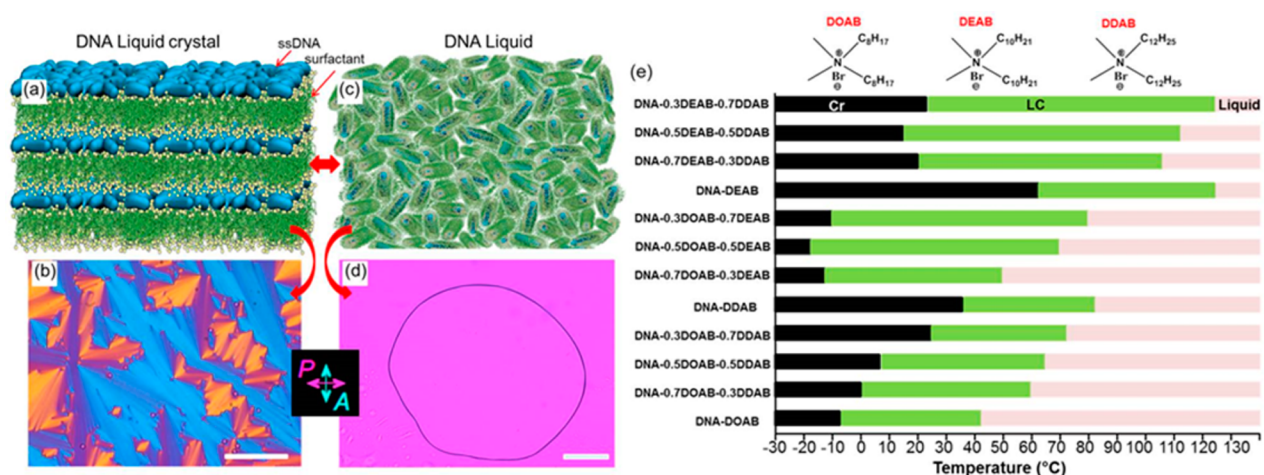 DNA Liquid crystal
ssDNA
surfactant
(a)
DNA Liquid
(c)
(b)
(d)
P
A
(e)
DOAB
DEAB
DDAB
C₈H₁₇
C₁₀H₂₁
C₁₂H₂₅
⊕
N
⊕
N
⊕
N
Br
Br
Br
⊖
⊖
⊖
C₈H₁₇
C₁₀H₂₁
C₁₂H₂₅
Cr
LC
Liquid
DNA-0.3DEAB-0.7DDAB
DNA-0.5DEAB-0.5DDAB
DNA-0.7DEAB-0.3DDAB
DNA-DEAB
DNA-0.3DOAB-0.7DEAB
DNA-0.5DOAB-0.5DEAB
DNA-0.7DOAB-0.3DEAB
DNA-DDAB
DNA-0.3DOAB-0.7DDAB
DNA-0.5DOAB-0.5DDAB
DNA-0.7DOAB-0.3DDAB
DNA-DOAB
-30 -20 -10 0 10 20 30 40 50 60 70 80 90 100 110 120 130
Temperature (°C)